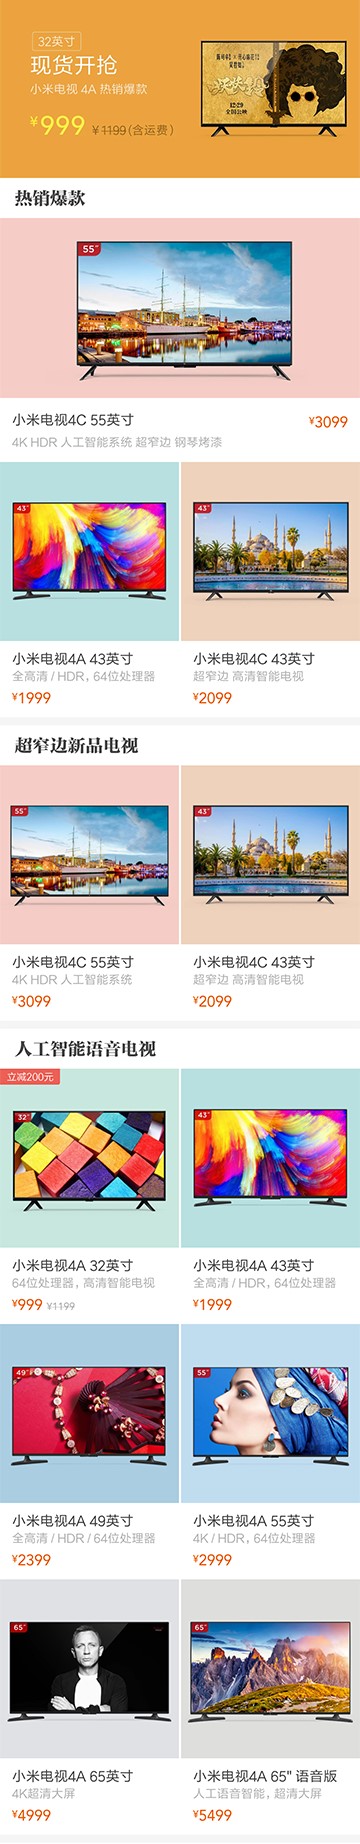 32英寸
现货开抢
小米电视 4A 热销爆款
¥999 ¥1199(含运费)
12·29
全国公映
热销爆款
55"
小米电视4C 55英寸
¥3099
4K HDR 人工智能系统 超窄边 钢琴烤漆
43"
43"
小米电视4A 43英寸
小米电视4C 43英寸
全高清 / HDR，64位处理器
超窄边 高清智能电视
¥1999
¥2099
超窄边新品电视
55"
43"
小米电视4C 55英寸
小米电视4C 43英寸
4K HDR 人工智能系统
超窄边 高清智能电视
¥3099
¥2099
人工智能语音电视
立减200元
32"
43"
小米电视4A 32英寸
小米电视4A 43英寸
64位处理器，高清智能电视
全高清 / HDR，64位处理器
¥999 ¥1199
¥1999
49"
55"
小米电视4A 49英寸
小米电视4A 55英寸
全高清 / HDR / 64位处理器
4K / HDR，64位处理器
¥2399
¥2999
65"
65"
小米电视4A 65英寸
小米电视4A 65" 语音版
4K超清大屏
人工语音智能，超清大屏
¥4999
¥5499